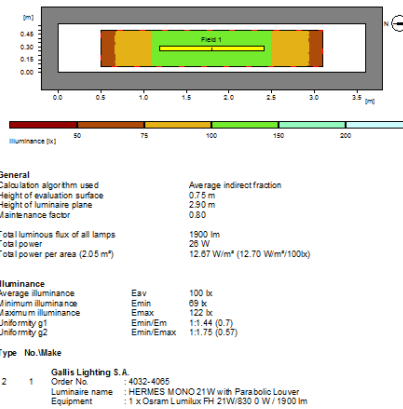 [m]
0.45
0.30
0.15
0.00
Field 1
1
N
0.0 0.5 1.0 1.5 2.0 2.5 3.0 3.5 [m]
50 75 100 150 200
Illuminance [lx]
General
Calculation algorithm used Average indirect fraction
Height of evaluation surface 0.75 m
Height of luminaire plane 2.90 m
Maintenance factor 0.80
Total luminous flux of all lamps 1900 lm
Total power 26 W
Total power per area (2.05 m²) 12.67 W/m² (12.70 W/m²/100lx)
Illuminance
Average illuminance Eav 100 lx
Minimum illuminance Emin 69 lx
Maximum illuminance Emax 122 lx
Uniformity g1 Emin/Em 1:1.44 (0.7)
Uniformity g2 Emin/Emax 1:1.75 (0.57)
Type No.\Make
Gallis Lighting S.A.
2 1 Order No. : 4032-4065
Luminaire name : HERMES MONO 21W with Parabolic Louver
Equipment : 1 x Osram Lumilux FH 21W/830 0 W / 1900 lm